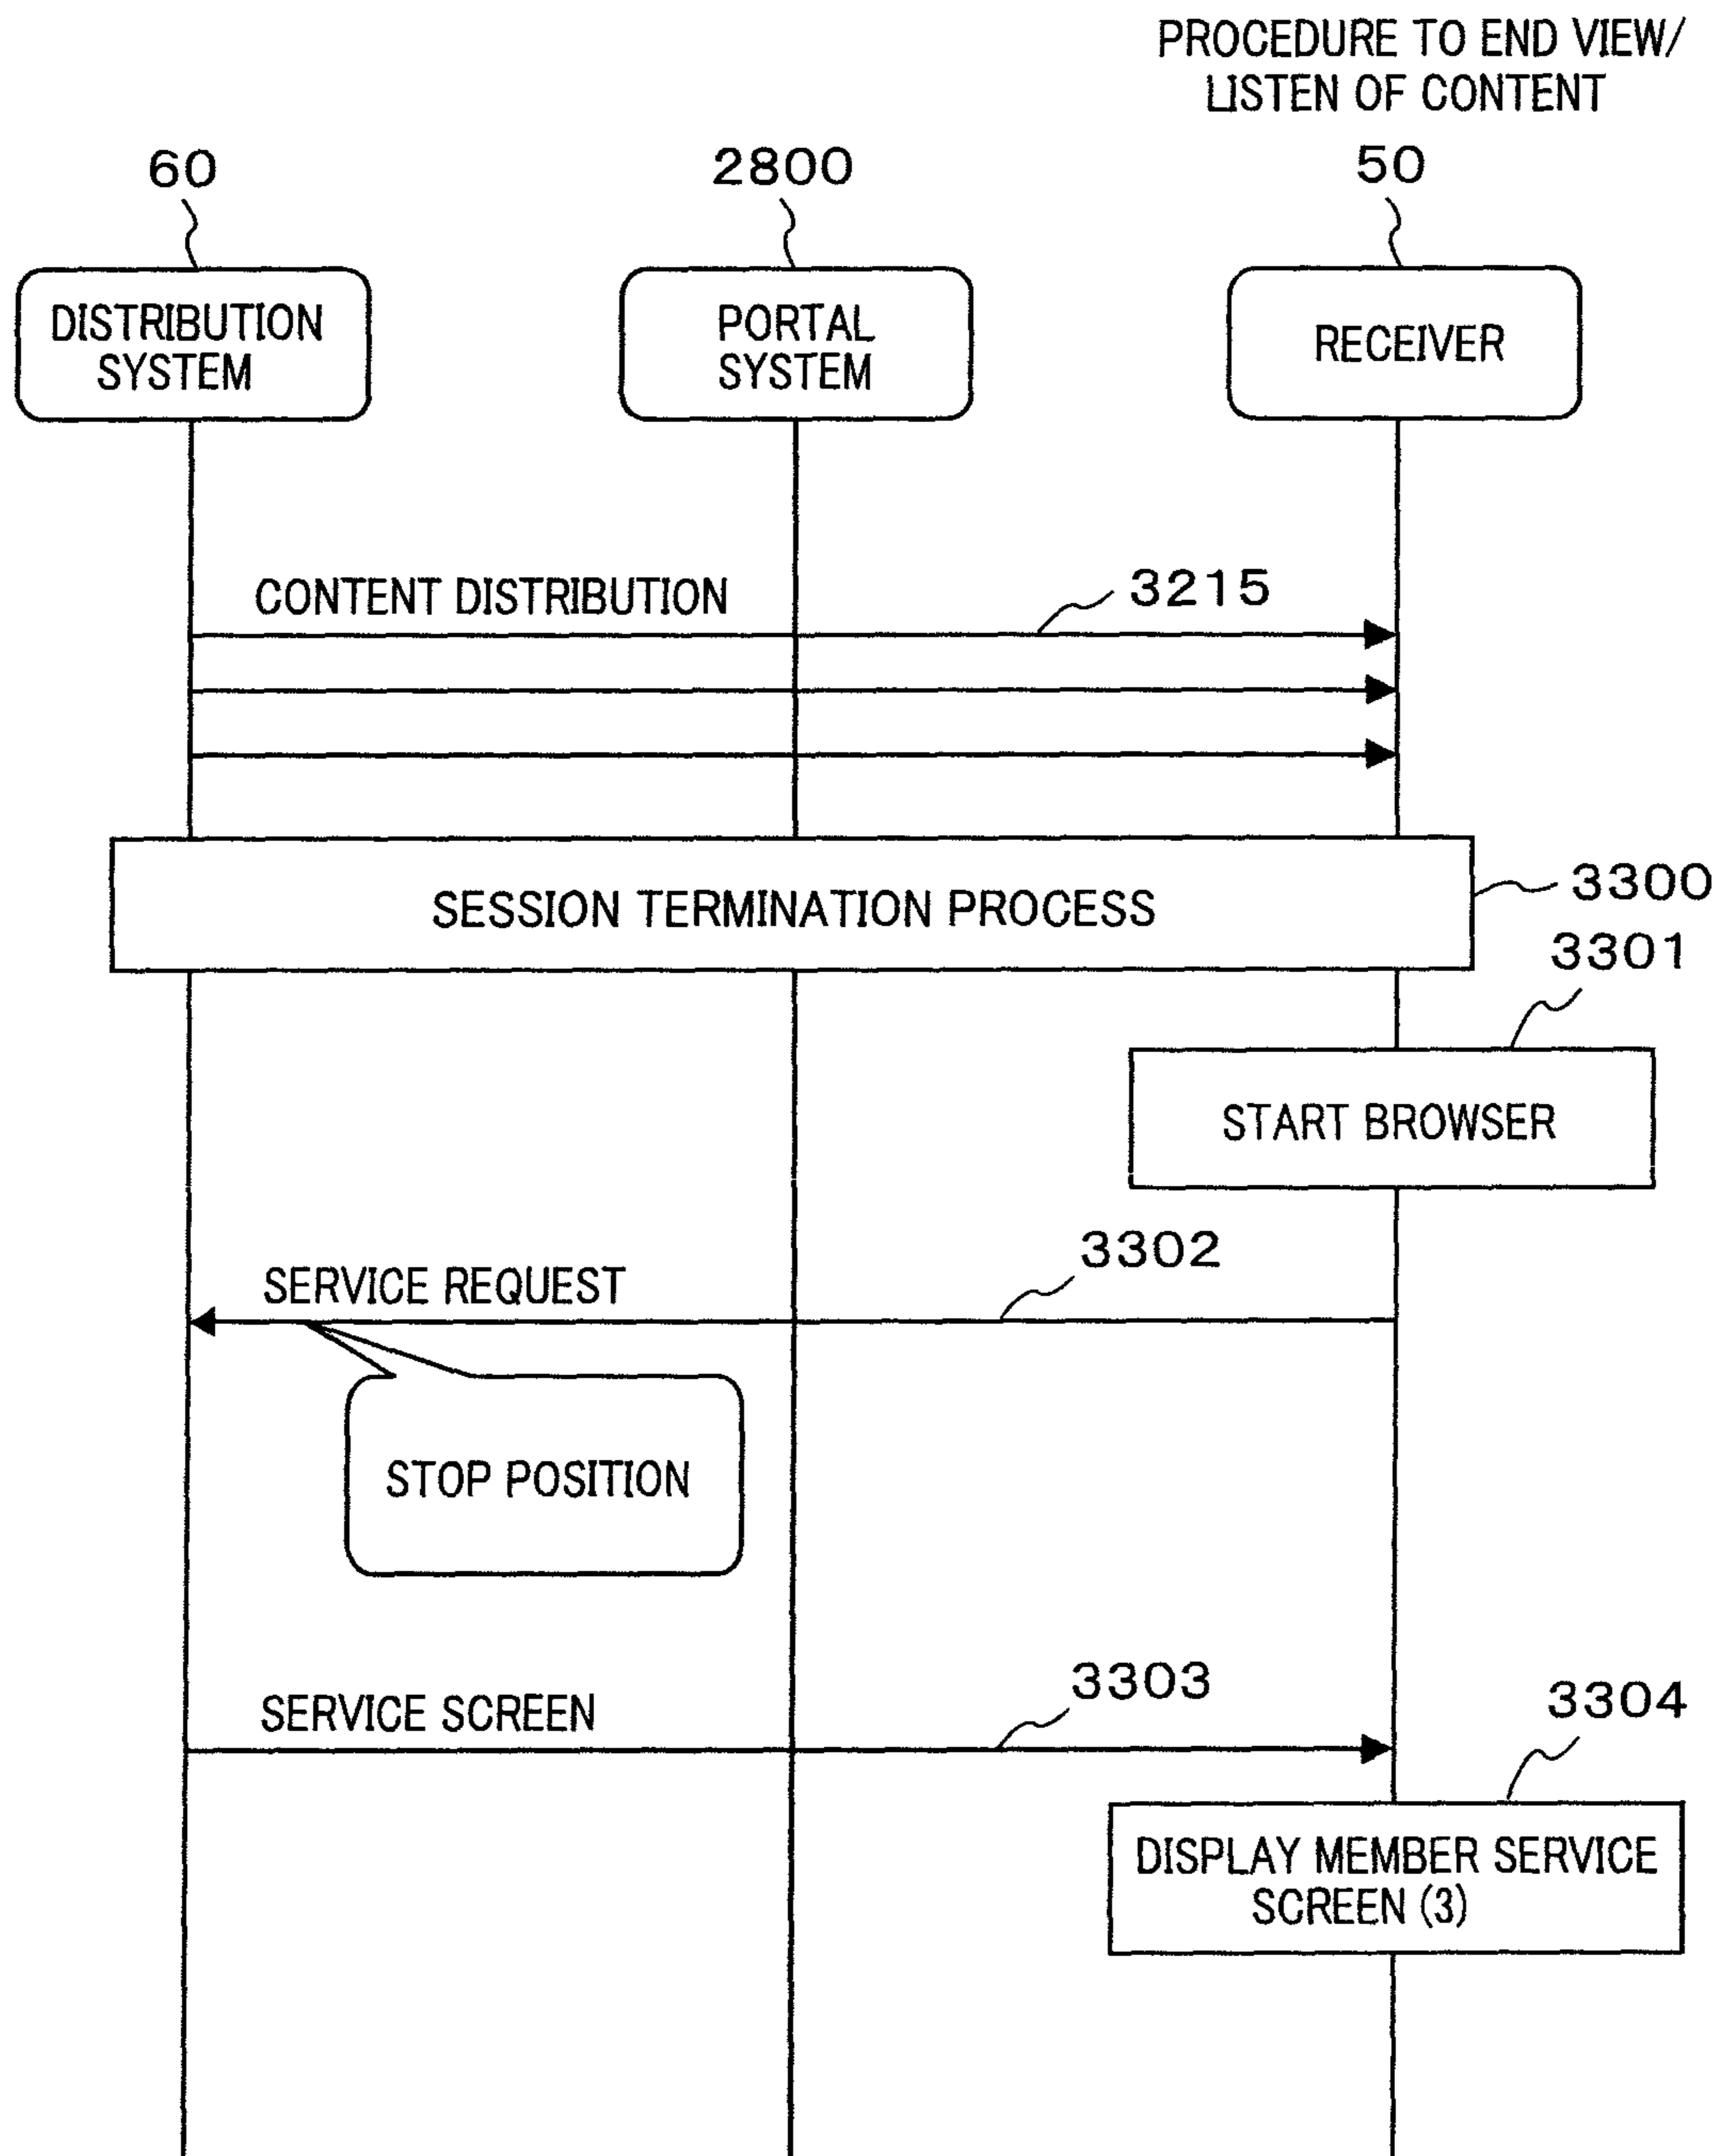 PROCEDURE TO END VIEW/
LISTEN OF CONTENT
60
2800
50
DISTRIBUTION
SYSTEM
PORTAL
SYSTEM
RECEIVER
CONTENT DISTRIBUTION
3215
SESSION TERMINATION PROCESS
3300
3301
START BROWSER
3302
SERVICE REQUEST
STOP POSITION
3303
SERVICE SCREEN
3304
DISPLAY MEMBER SERVICE
SCREEN (3)